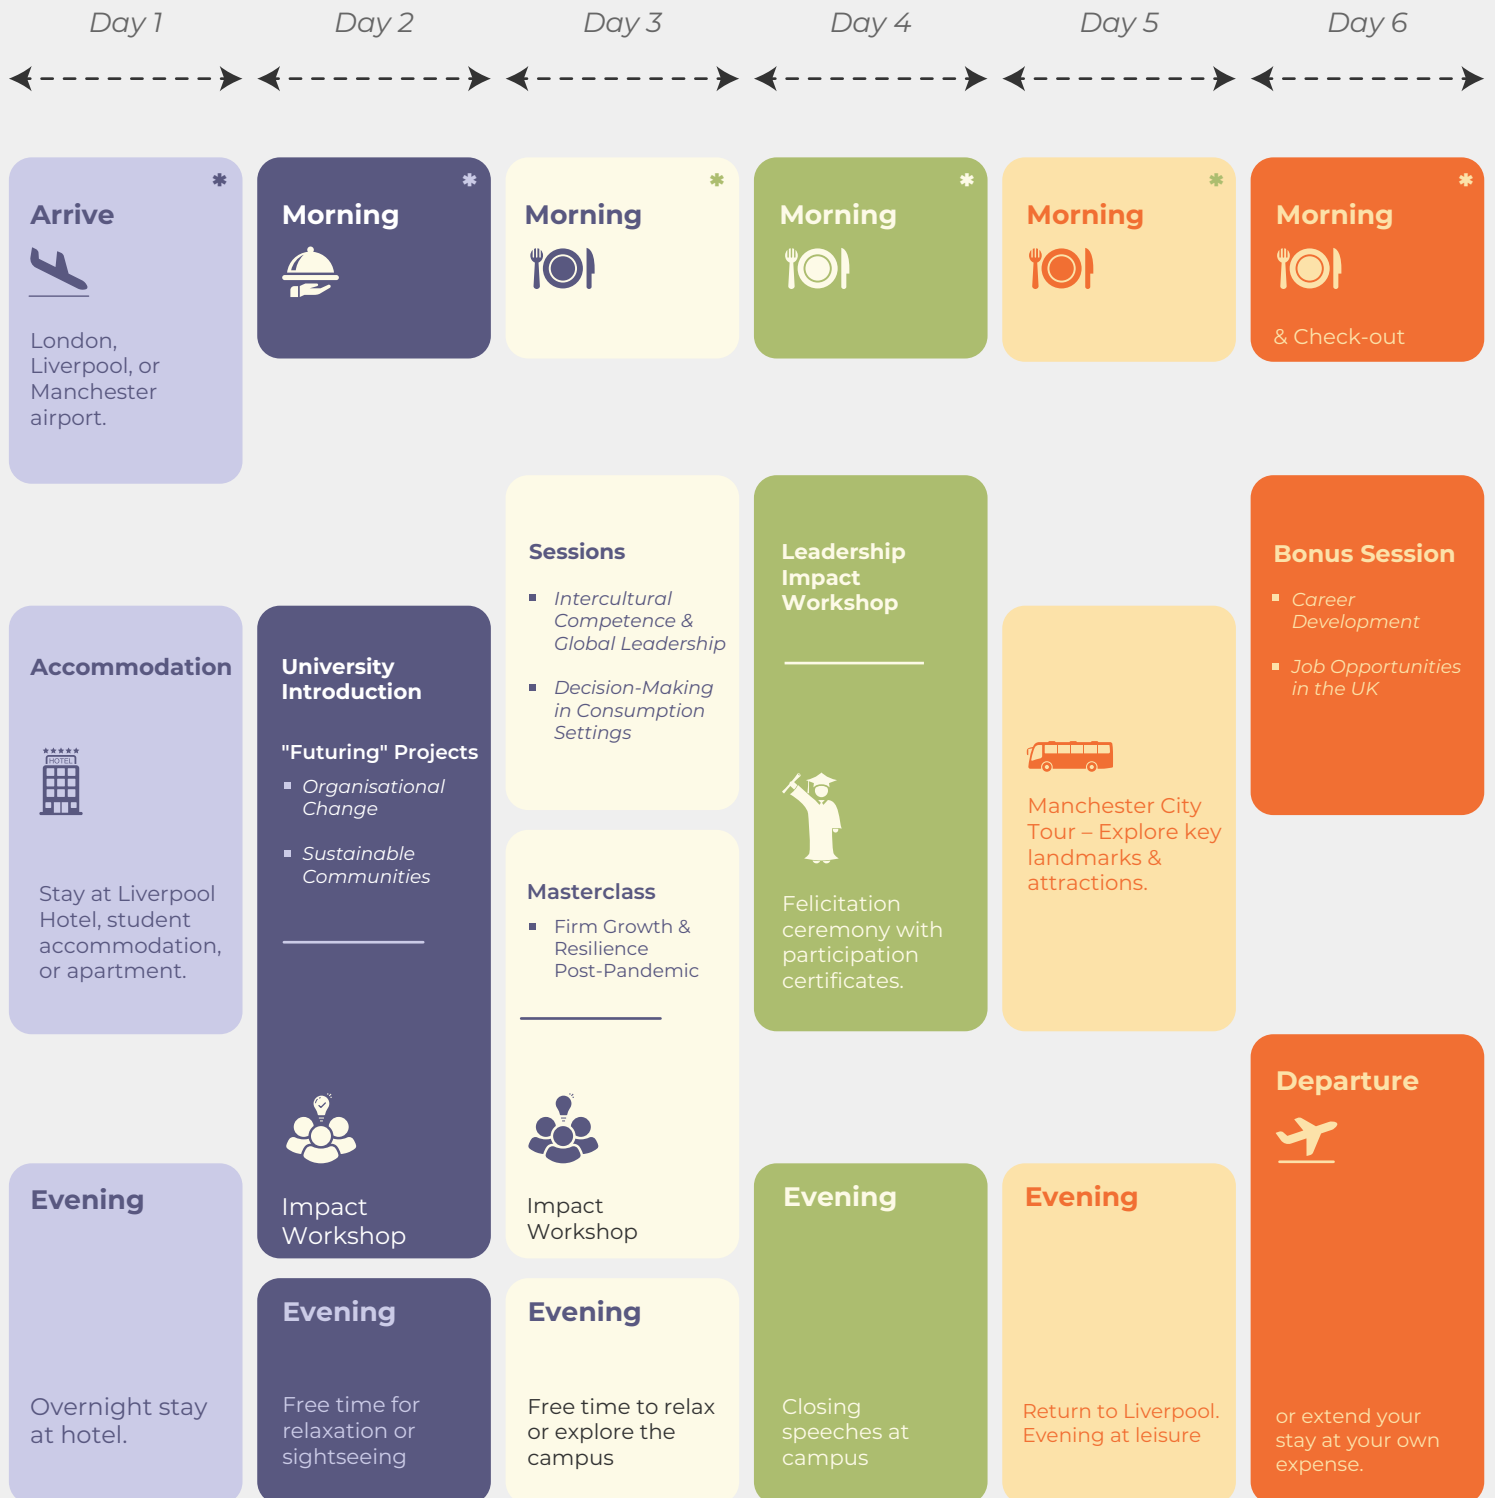 Day 1
Day 2
Day 3
Day 4
Day 5
Day 6
*
Arrive
London,
Liverpool, or
Manchester
airport.
Accommodation
HOTEL
Stay at Liverpool
Hotel, student
accommodation,
or apartment.
Evening
Overnight stay
at hotel.
*
Morning
University
Introduction
"Futuring" Projects
▪ Organisational
Change
▪ Sustainable
Communities
Impact
Workshop
Evening
Free time for
relaxation or
sightseeing
*
Morning
Sessions
▪ Intercultural
Competence &
Global Leadership
▪ Decision-Making
in Consumption
Settings
Masterclass
▪ Firm Growth &
Resilience
Post-Pandemic
Impact
Workshop
Evening
Free time to relax
or explore the
campus
*
Morning
Leadership
Impact
Workshop
Felicitation
ceremony with
participation
certificates.
Evening
Closing
speeches at
campus
*
Morning
Manchester City
Tour – Explore key
landmarks &
attractions.
Evening
Return to Liverpool.
Evening at leisure
*
Morning
& Check-out
Bonus Session
▪ Career
Development
▪ Job Opportunities
in the UK
Departure
or extend your
stay at your own
expense.